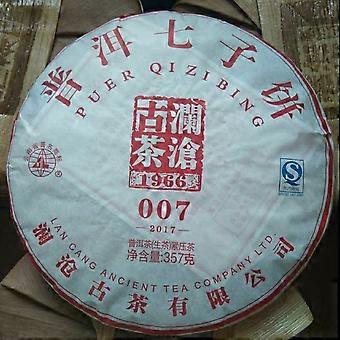 普洱七子饼
PUER QIZIBING
古瀾
茶滄
1966
007
—2017—
普洱茶(生茶)紧压茶
净含量:357克
LAN CANG ANCIENT TEA COMPANY LTD.
澜沧古茶有限公司